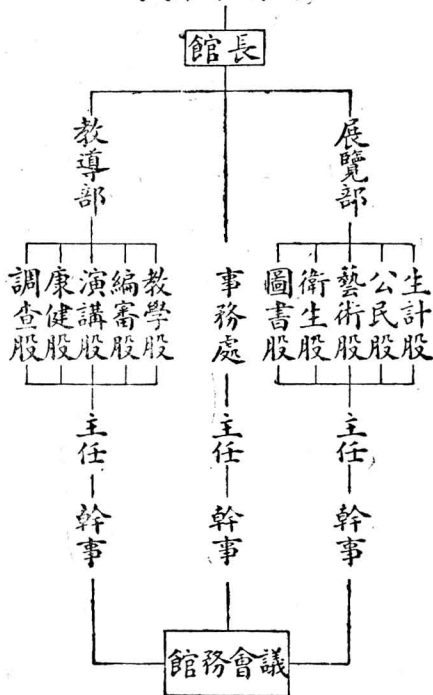 館長
展覽部
教導部
生計股
公民股
藝術股
衛生股
圖書股
事務處
教學股
編審股
演講股
康健股
調查股
主任
主任
主任
幹事
幹事
幹事
館務會議